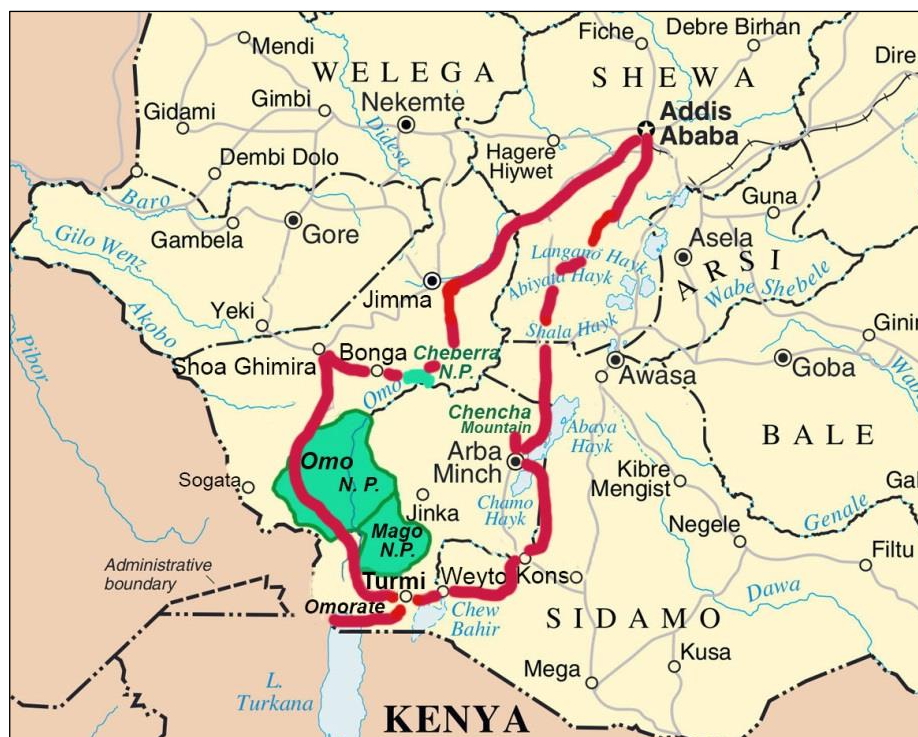 Fiche
Debre Birhan
Mendi
WELEGA
SHEWA
Dire
Gimbi
Nekemte
Gidami
Addis
Ababa
Didesa
Hagere
Hiywet
Dembi Dolo
Baro
Guna
Gambela
Gore
Gilo Wenz
Asela
Langano Hayk
ARSI
Abiyata Hayk
Wabe Shebele
Jimma
Yeki
Akobo
Shala Hayk
Ginir
Pibor
Shoa Ghimira
Bonga
Cheberra
N.P.
Goba
Awasa
Omo
Wab
Chencha
Mountain
Abaya
Hayk
BALE
Arba
Minch
Omo
N. P.
Kibre
Mengist
Sogata
Gal
Chamo
Hayk
Jinka
Genale
Negele
Mago
N.P.
Filtu
Administrative
boundary
Turmi
Weyto
Konso
Dawa
Omorate
Chew
Bahir
SIDAMO
Kusa
Mega
L.
Turkana
KENYA